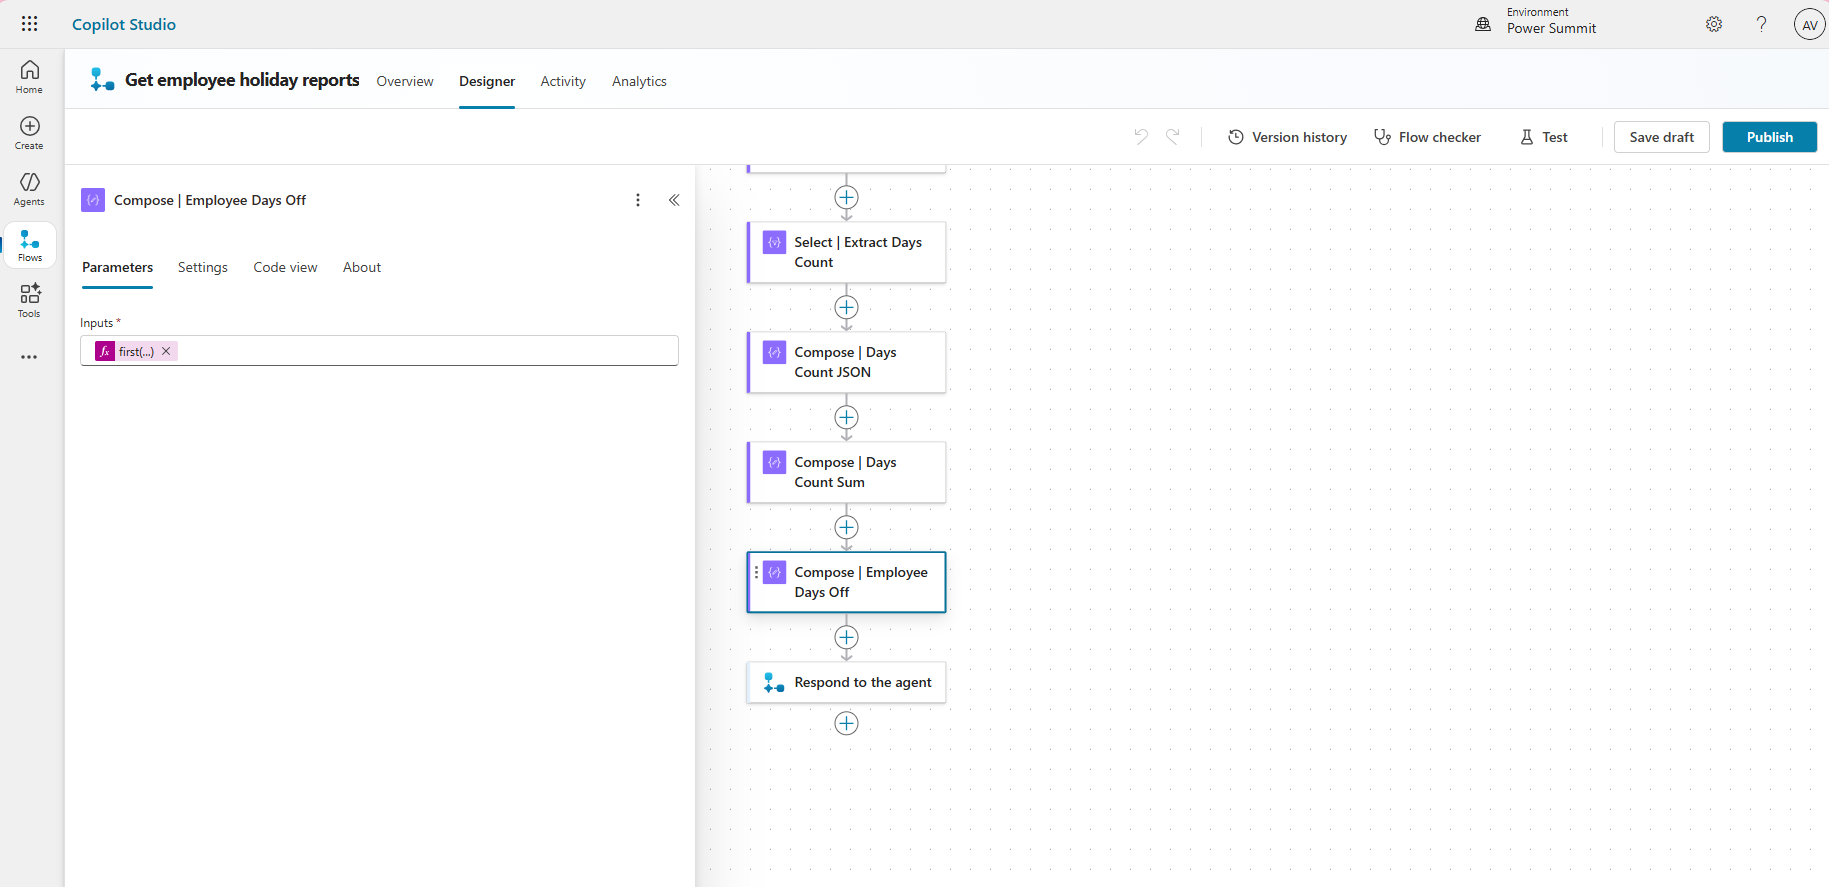 Copilot Studio
Environment
Power Summit
?
AV
Home
Create
Agents
Flows
Tools
Get employee holiday reports
Overview
Designer
Activity
Analytics
Version history
Flow checker
Test
Save draft
Publish
Compose | Employee Days Off
Parameters
Settings
Code view
About
Inputs *
fx first(...)
Select | Extract Days
Count
Compose | Days
Count JSON
Compose | Days
Count Sum
Compose | Employee
Days Off
Respond to the agent